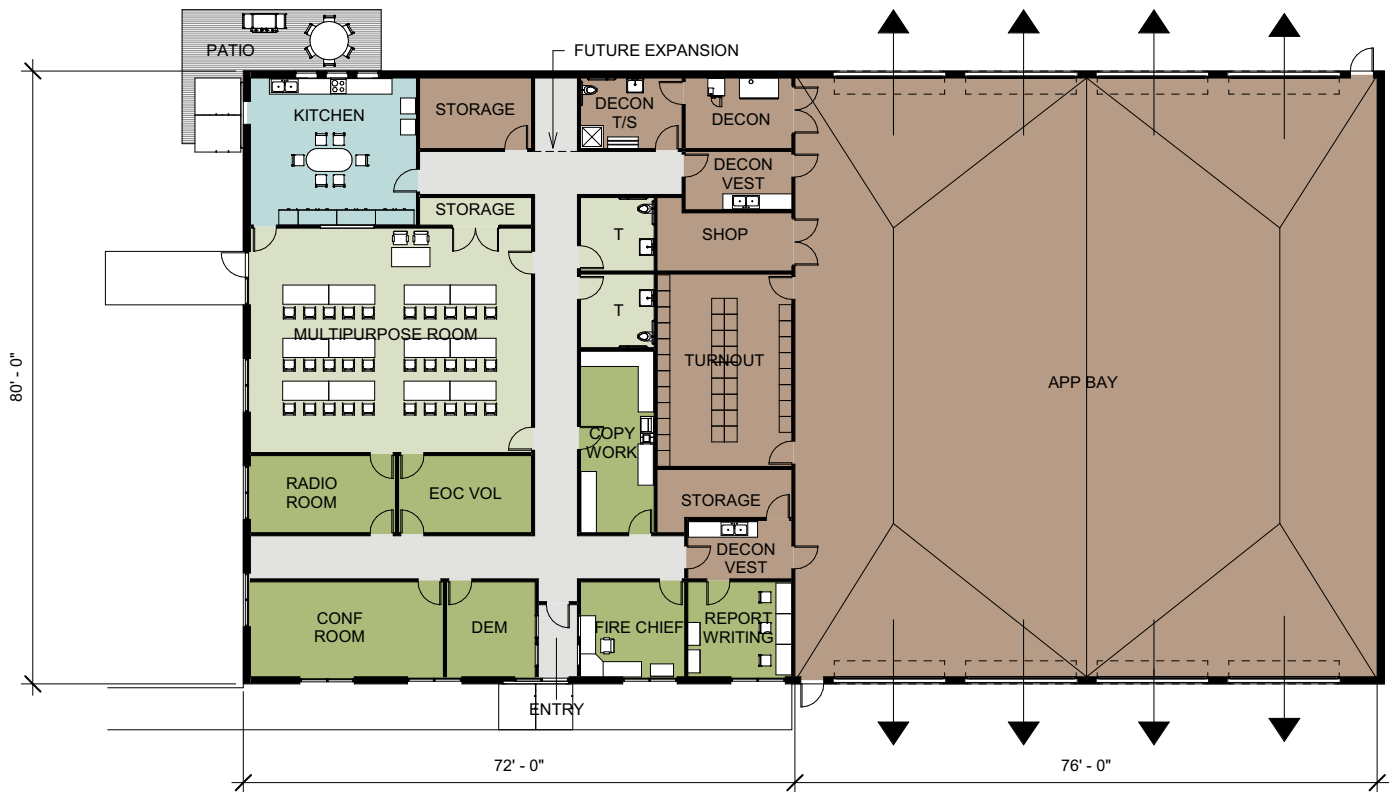 PATIO
FUTURE EXPANSION
KITCHEN
STORAGE
DECON
T/S
DECON
DECON
VEST
STORAGE
T
SHOP
T
MULTIPURPOSE ROOM
TURNOUT
80' - 0"
APP BAY
COPY
WORK
RADIO
ROOM
EOC VOL
STORAGE
DECON
VEST
CONF
ROOM
DEM
FIRE CHIEF
REPORT
WRITING
ENTRY
72' - 0"
76' - 0"